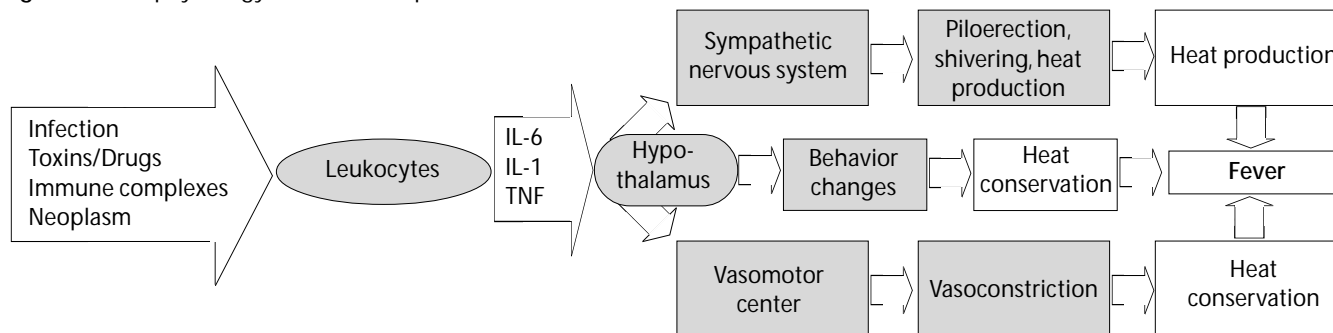 Sympathetic
nervous system
Piloerection,
shivering, heat
production
Heat production
Infection
Toxins/Drugs
Immune complexes
Neoplasm
Leukocytes
IL-6
IL-1
TNF
Hypo-
thalamus
Behavior
changes
Heat
conservation
Fever
Vasomotor
center
Vasoconstriction
Heat
conservation